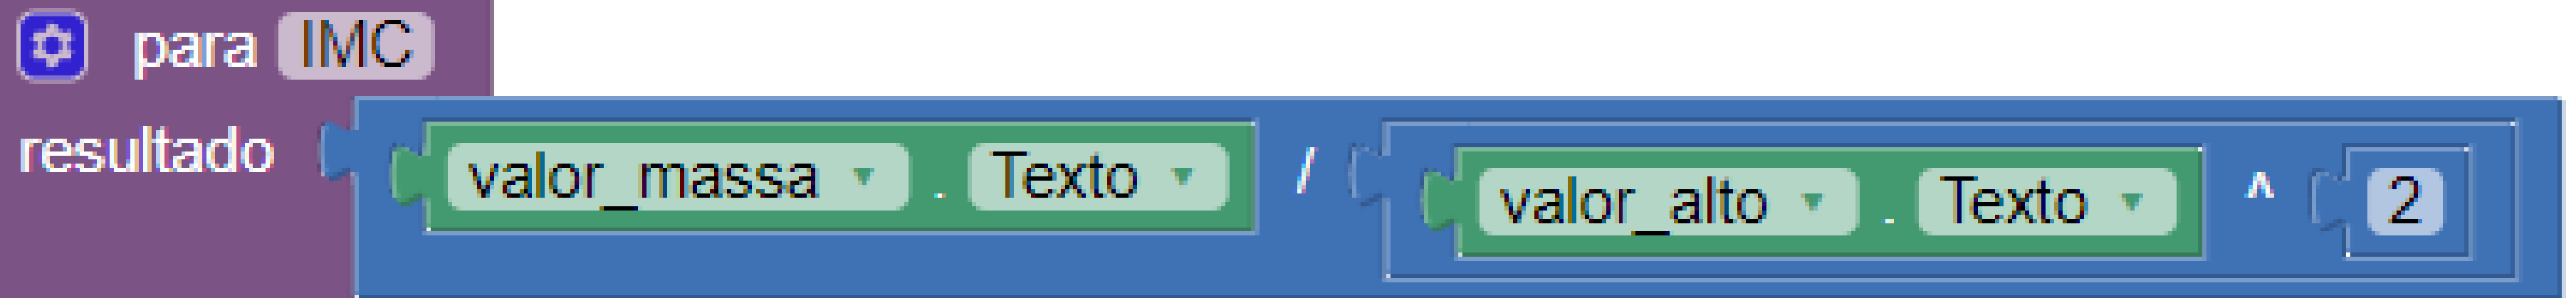 para IMC
resultado valor_massa . Texto / valor_alto . Texto ^ 2